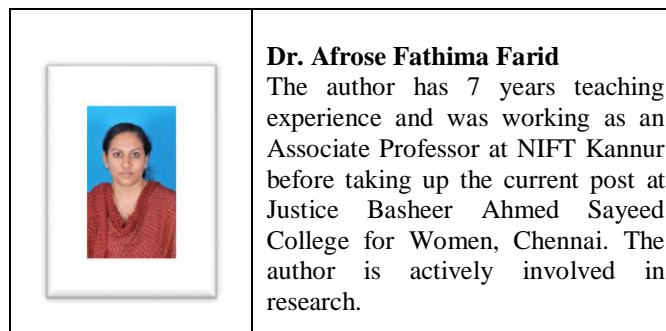 Dr. Afrose Fathima Farid
The author has 7 years teaching
experience and was working as an
Associate Professor at NIFT Kannur
before taking up the current post at
Justice Basheer Ahmed Sayeed
College for Women, Chennai. The
author is actively involved in
research.